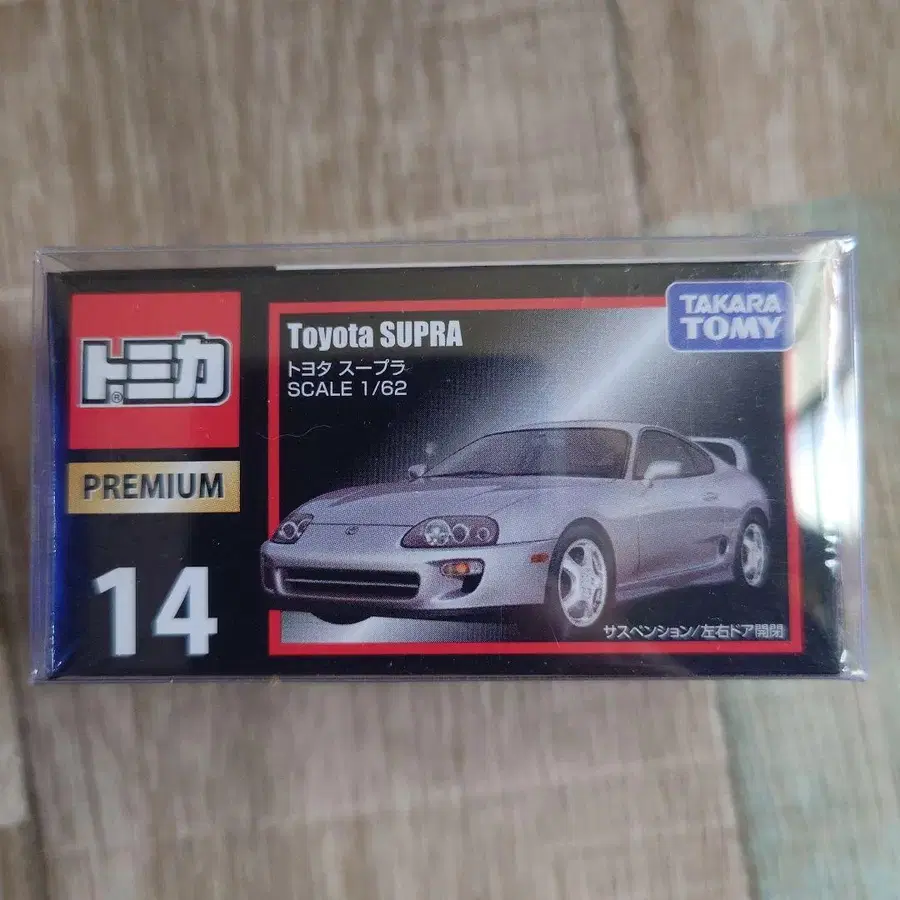 トミカ®
PREMIUM
14
Toyota SUPRA
トヨタ スープラ
SCALE 1/62
TAKARA
TOMY
サスペンション/左右ドア開閉